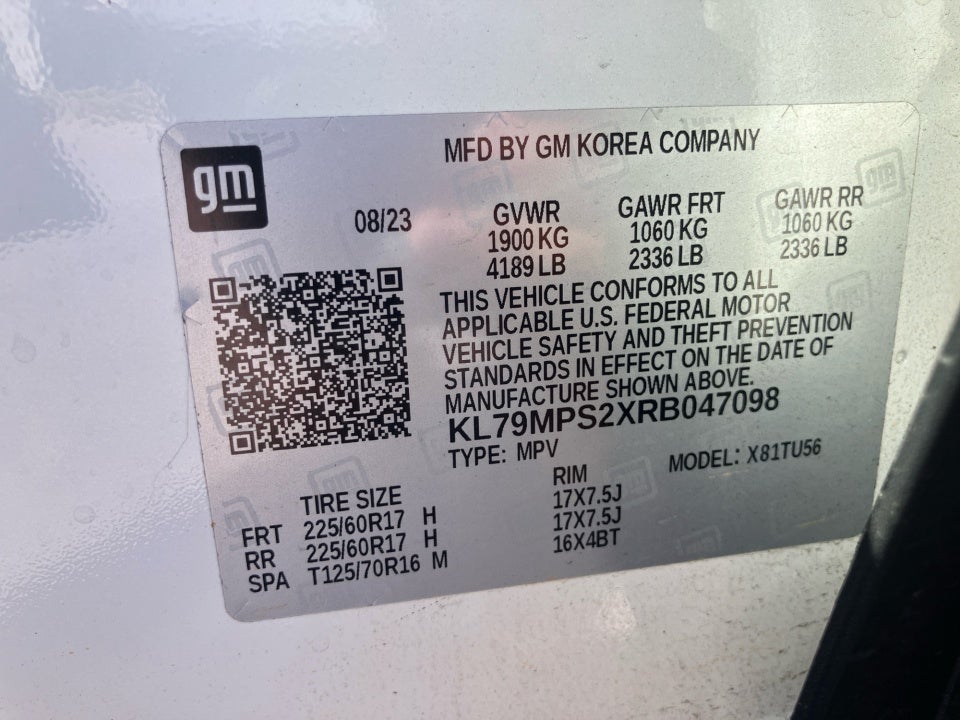 MFD BY GM KOREA COMPANY
gm
08/23
GVWR GAWR FRT GAWR RR
1900 KG 1060 KG 1060 KG
4189 LB 2336 LB 2336 LB
THIS VEHICLE CONFORMS TO ALL
APPLICABLE U.S. FEDERAL MOTOR
VEHICLE SAFETY AND THEFT PREVENTION
STANDARDS IN EFFECT ON THE DATE OF
MANUFACTURE SHOWN ABOVE.
KL79MPS2XRB047098
TYPE: MPV MODEL: X81TU56
TIRE SIZE RIM
FRT 225/60R17 H 17X7.5J
RR 225/60R17 H 17X7.5J
SPA T125/70R16 M 16X4BT